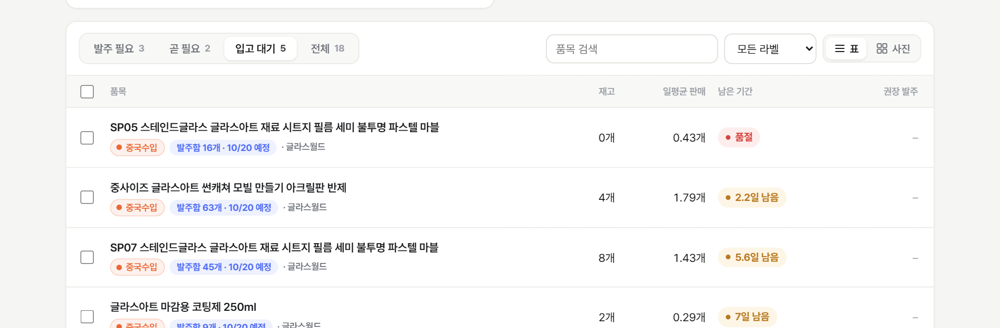 발주 필요 3 곧 필요 2 입고 대기 5 전체 18 품목 검색 모든 라벨 표 사진
품목 재고 일평균 판매 남은 기간 권장 발주
SP05 스테인드글라스 글라스아트 재료 시트지 필름 세미 불투명 파스텔 마블
중국수입 발주함 16개 · 10/20 예정 · 글라스월드
0개 0.43개 품절 –
중사이즈 글라스아트 썬캐쳐 모빌 만들기 아크릴판 반제
중국수입 발주함 63개 · 10/20 예정 · 글라스월드
4개 1.79개 2.2일 남음 –
SP07 스테인드글라스 글라스아트 재료 시트지 필름 세미 불투명 파스텔 마블
중국수입 발주함 45개 · 10/20 예정 · 글라스월드
8개 1.43개 5.6일 남음 –
글라스아트 마감용 코팅제 250ml
중국수입 발주함 9개 · 10/20 예정 · 글라스월드
2개 0.29개 7일 남음 –